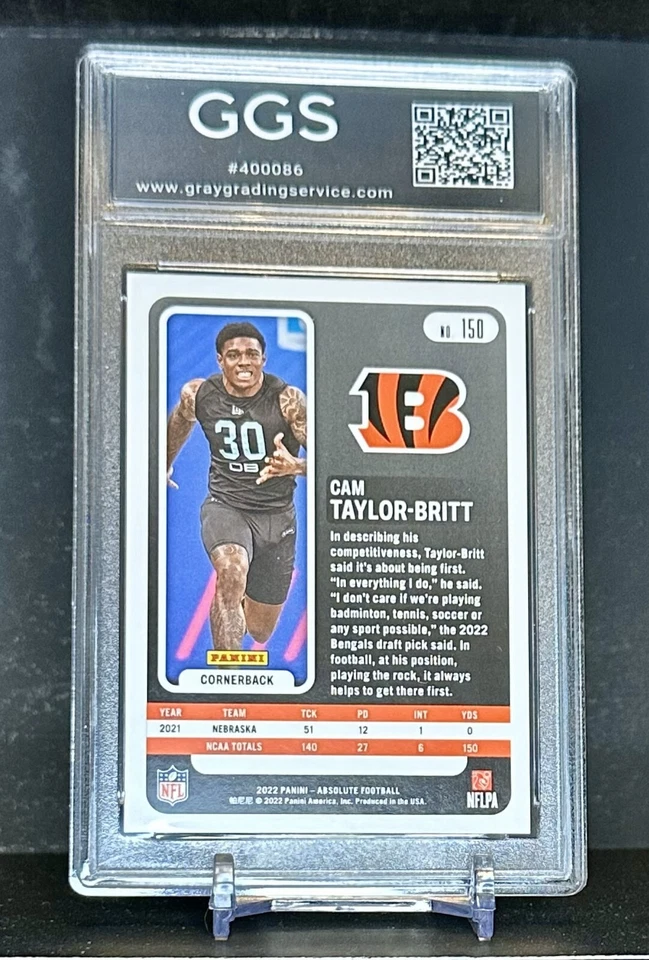 GGS
#400086
www.graygradingservice.com
NO. 150
B
30
DB
CAM
TAYLOR-BRITT
In describing his
competitiveness, Taylor-Britt
said it's about being first.
"In everything I do," he said.
"I don't care if we're playing
badminton, tennis, soccer or
any sport possible," the 2022
Bengals draft pick said. In
football, at his position,
playing the rock, it always
helps to get there first.
PANINI
CORNERBACK
YEAR TEAM TCK PD INT YDS
2021 NEBRASKA 51 12 1 0
NCAA TOTALS 140 27 6 150
NFL
2022 PANINI – ABSOLUTE FOOTBALL
帕尼尼 © 2022 Panini America, Inc. Produced in the USA.
NFLPA